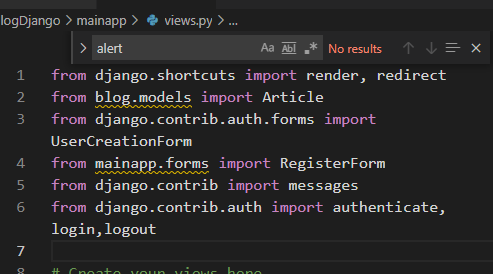 logDjango > mainapp > views.py > ...
alert Aa Abl .* No results
1 from django.shortcuts import render, redirect
2 from blog.models import Article
3 from django.contrib.auth.forms import
UserCreationForm
4 from mainapp.forms import RegisterForm
5 from django.contrib import messages
6 from django.contrib.auth import authenticate,
login,logout
7
# Create your views here